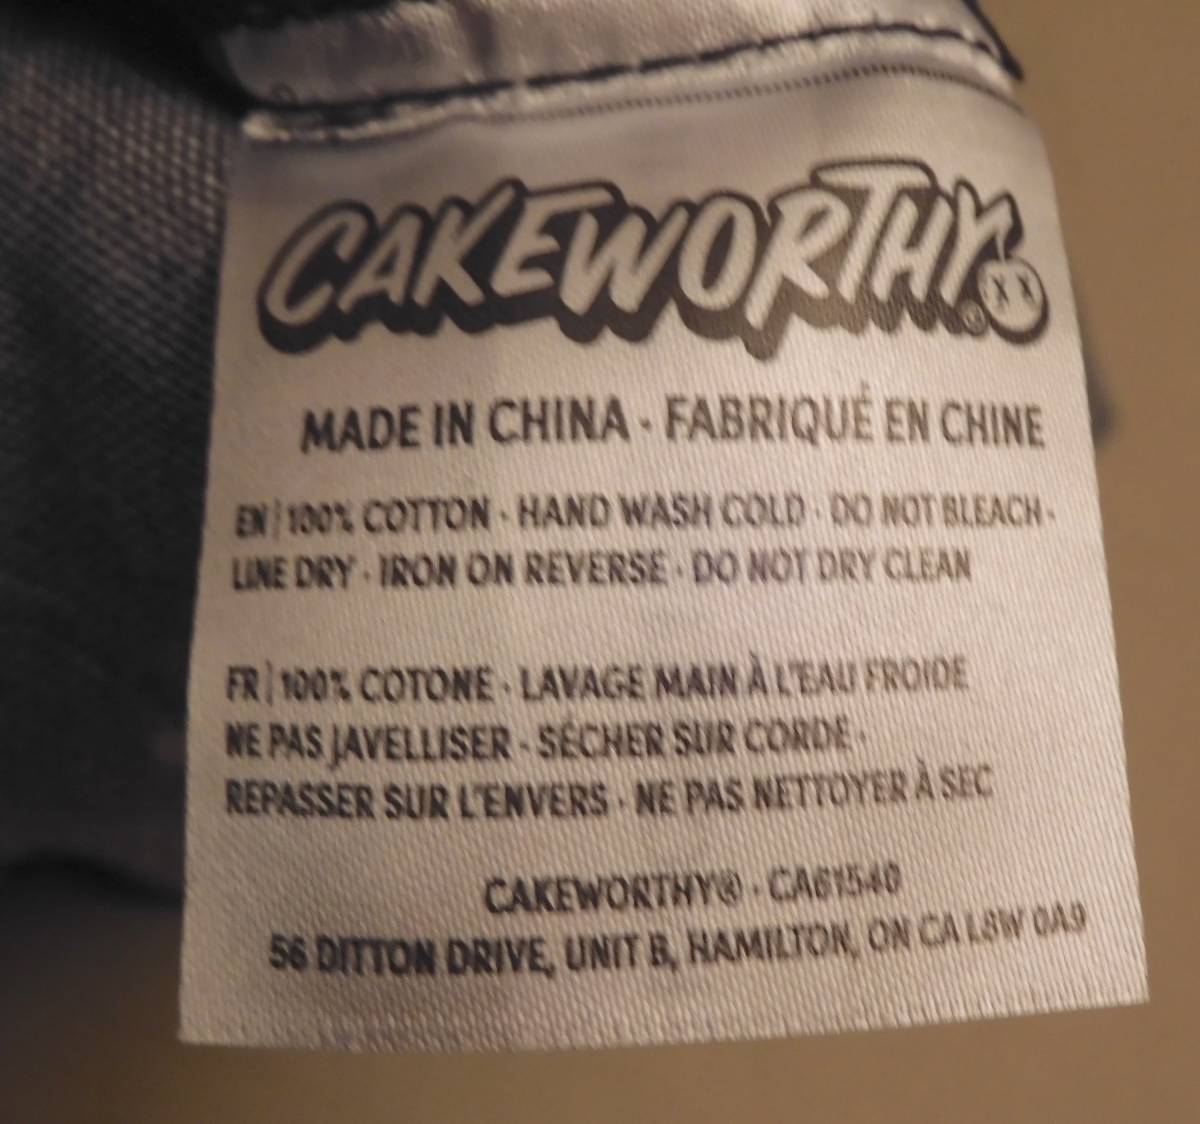 CAKEWORTHY®
MADE IN CHINA · FABRIQUÉ EN CHINE
EN | 100% COTTON · HAND WASH COLD · DO NOT BLEACH ·
LINE DRY · IRON ON REVERSE · DO NOT DRY CLEAN
FR | 100% COTONE · LAVAGE MAIN À L'EAU FROIDE
NE PAS JAVELLISER · SÉCHER SUR CORDE ·
REPASSER SUR L'ENVERS · NE PAS NETTOYER À SEC
CAKEWORTHY® · CA61540
56 DITTON DRIVE, UNIT B, HAMILTON, ON CA L8W 0A9